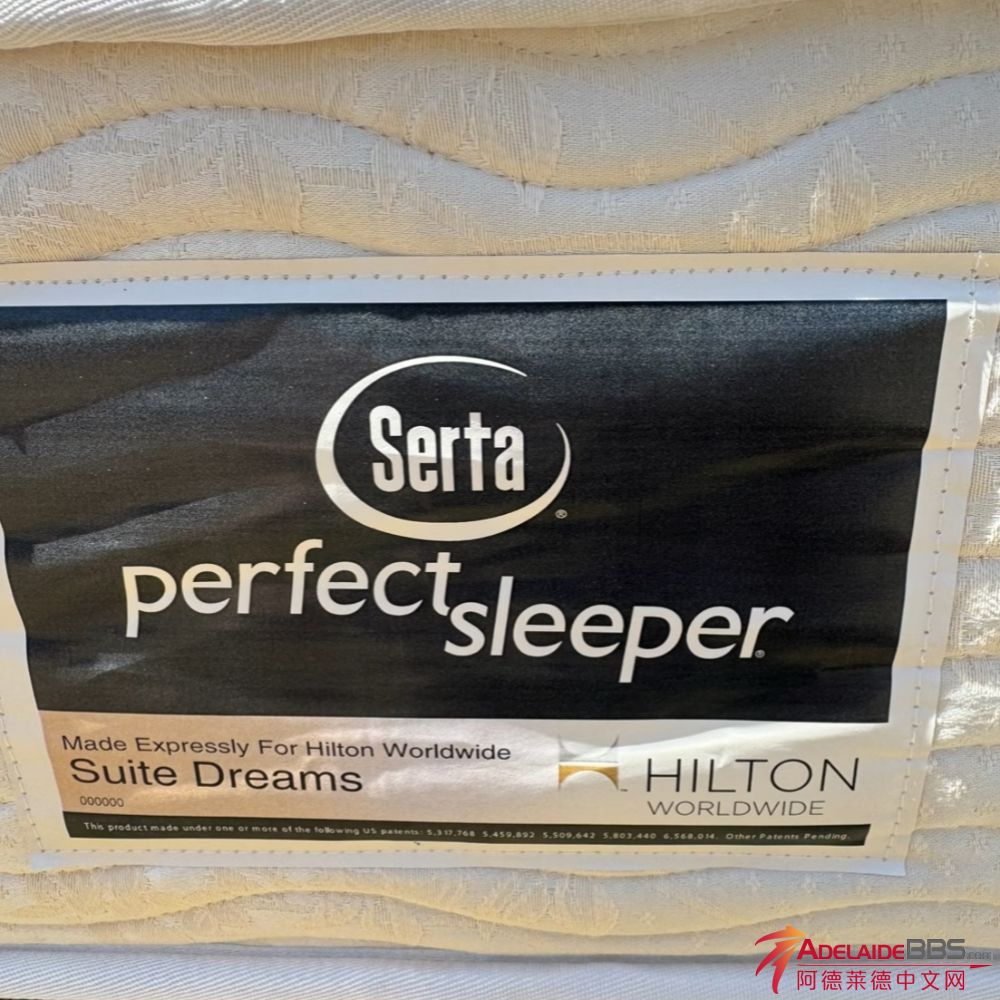 Serta®
perfect
sleeper®
Made Expressly For Hilton Worldwide
Suite Dreams
000000
HILTON
WORLDWIDE
This product made under one or more of the following US patents: 5,317,768 5,459,892 5,509,642 5,803,440 6,568,014. Other Patents Pending.
ADELAIDEBBS.com
阿德莱德中文网